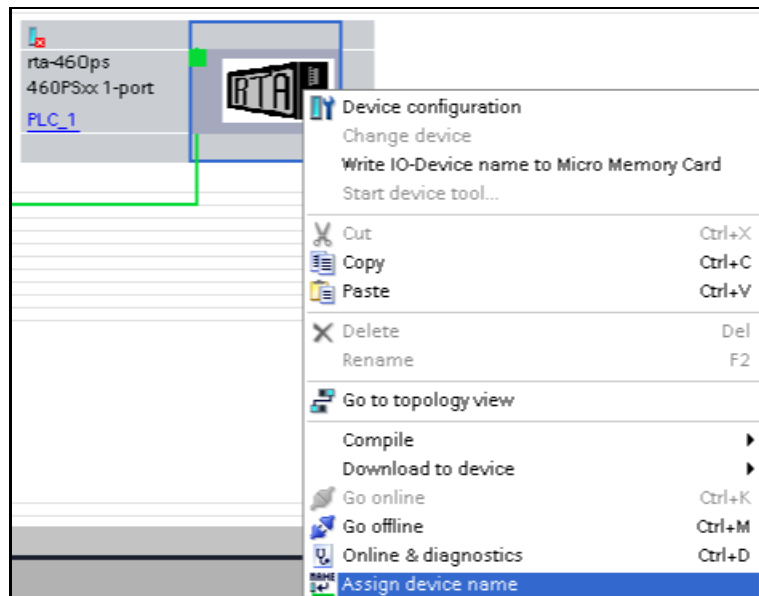 rta-460ps
460PSxx 1-port
PLC_1
RTA
Device configuration
Change device
Write IO-Device name to Micro Memory Card
Start device tool...
Cut Ctrl+X
Copy Ctrl+C
Paste Ctrl+V
Delete Del
Rename F2
Go to topology view
Compile
Download to device
Go online Ctrl+K
Go offline Ctrl+M
Online & diagnostics Ctrl+D
NAME
Assign device name